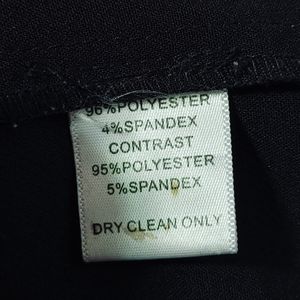 96%POLYESTER
4%SPANDEX
CONTRAST
95%POLYESTER
5%SPANDEX
DRY CLEAN ONLY